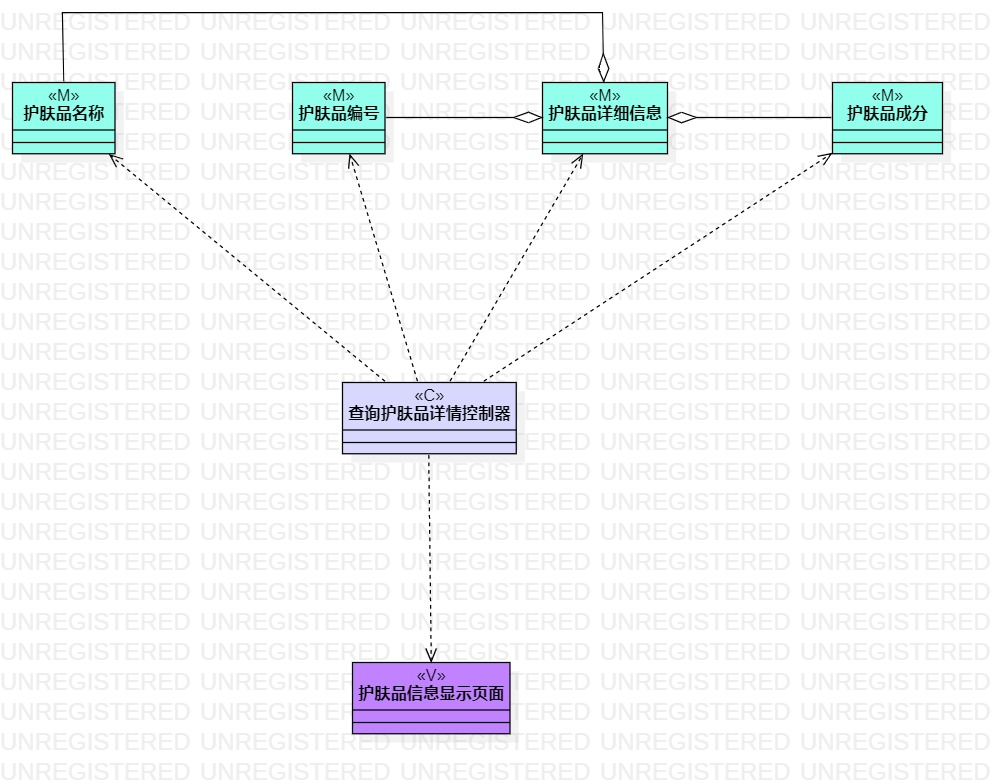 «M»
护肤品名称
«M»
护肤品编号
«M»
护肤品详细信息
«M»
护肤品成分
«C»
查询护肤品详情控制器
«V»
护肤品信息显示页面
UNREGISTERED UNREGISTERED UNREGISTERED UNREGISTERED UNREGISTERED